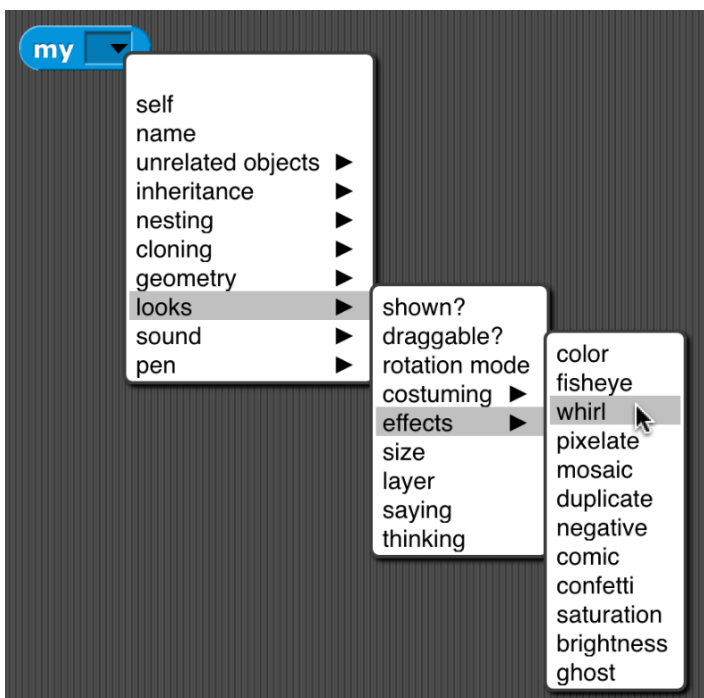 my
self
name
unrelated objects
inheritance
nesting
cloning
geometry
looks
sound
pen
shown?
draggable?
rotation mode
costuming
effects
size
layer
saying
thinking
color
fisheye
whirl
pixelate
mosaic
duplicate
negative
comic
confetti
saturation
brightness
ghost